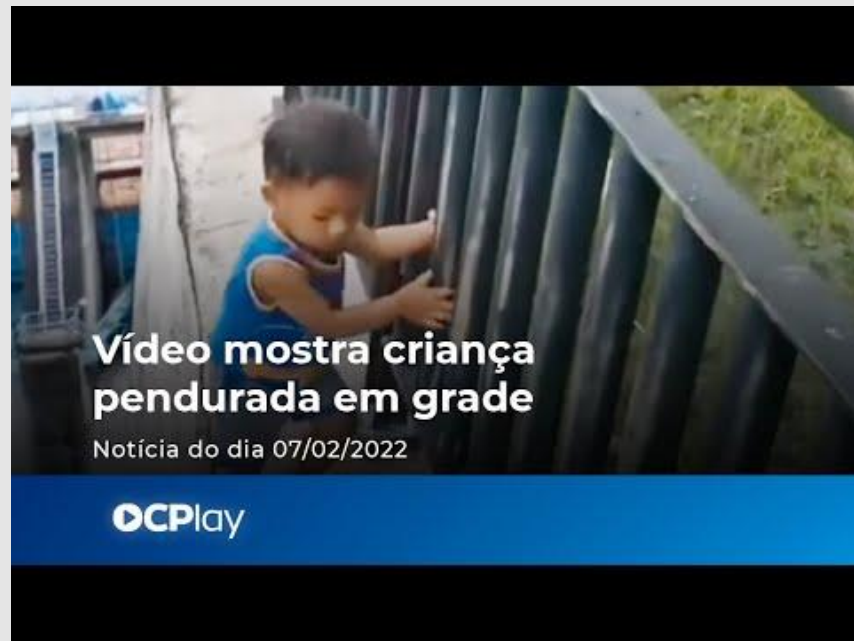 Vídeo mostra criança
pendurada em grade
Notícia do dia 07/02/2022
OCPlay